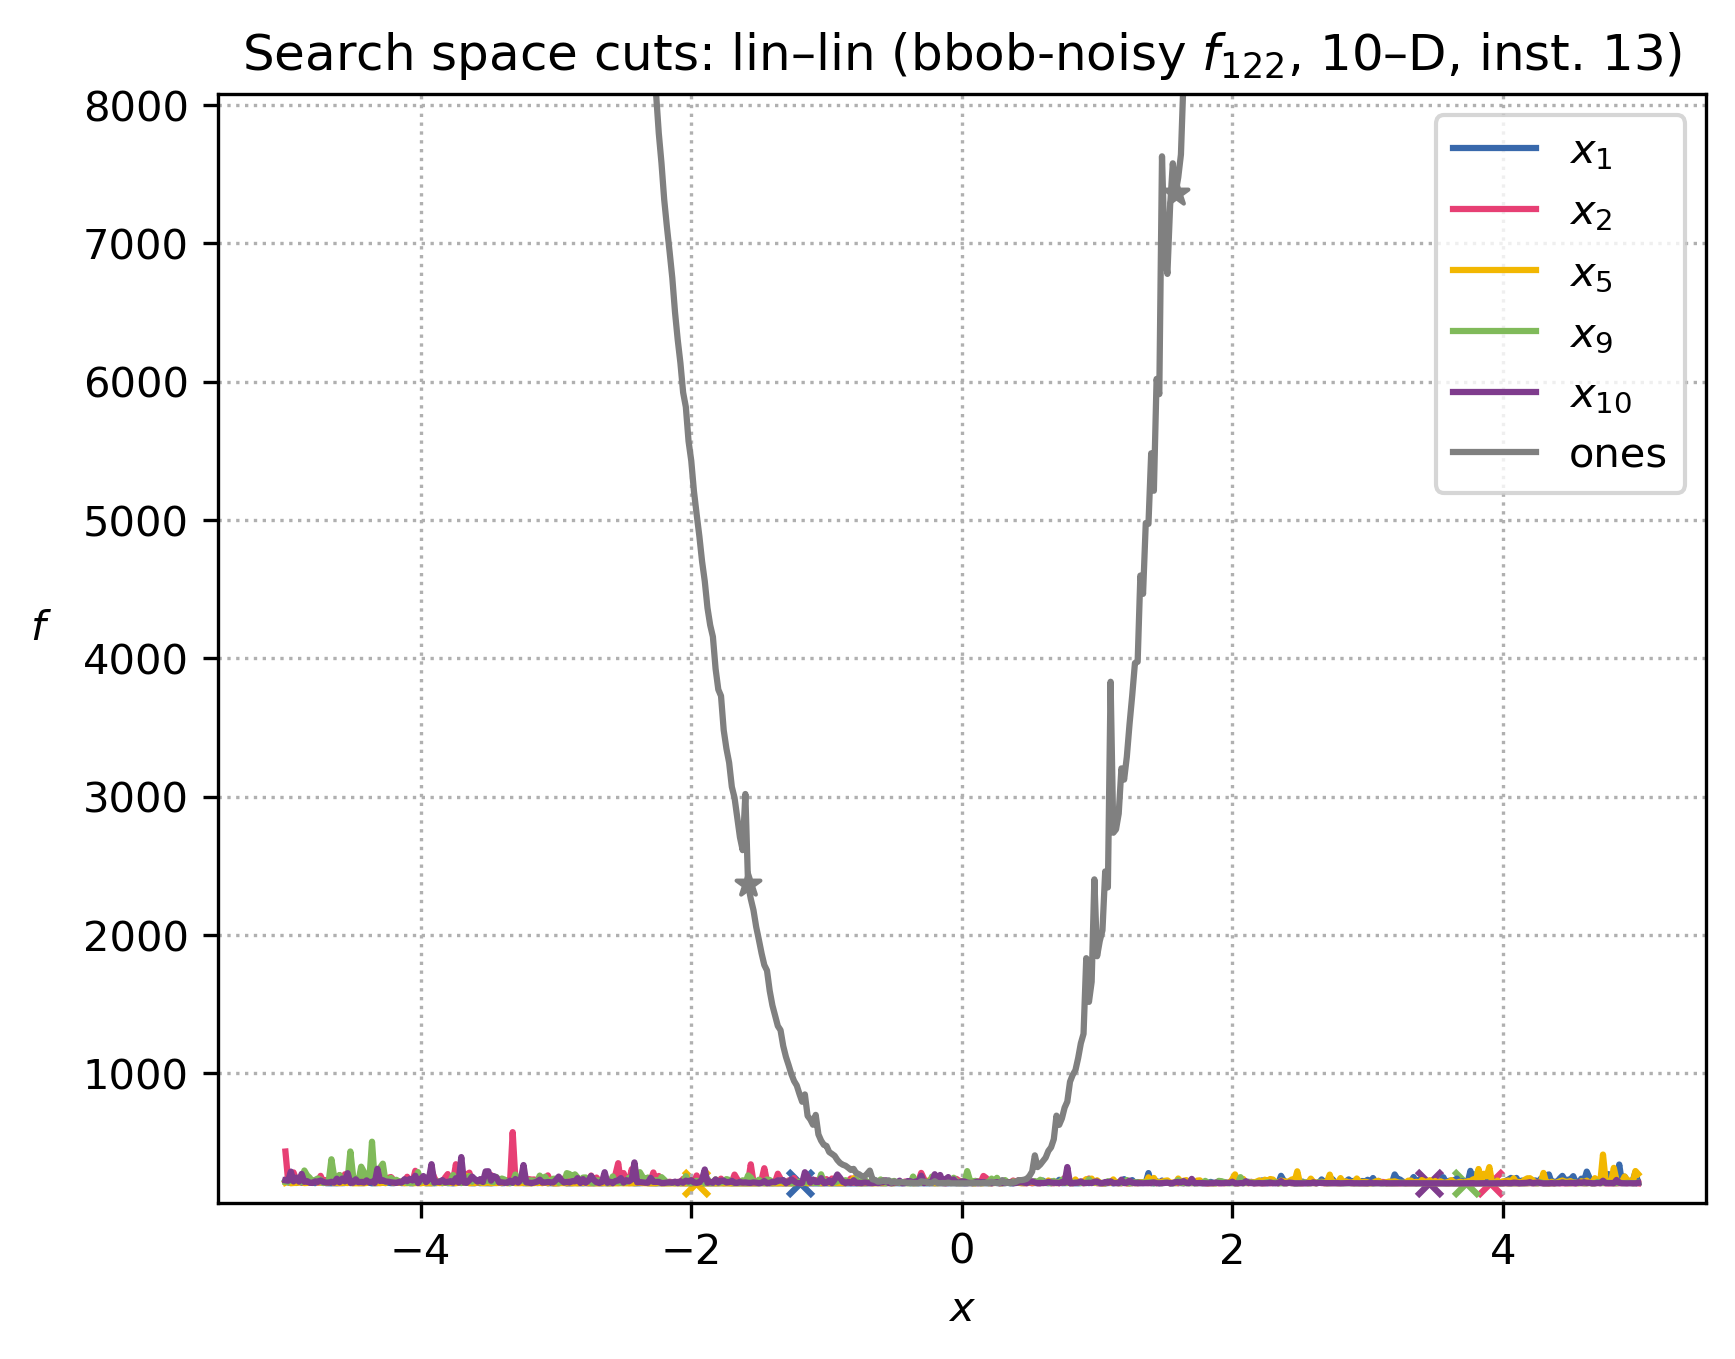 Search space cuts: lin–lin (bbob-noisy f₁₂₂, 10–D, inst. 13)
8000
7000
6000
5000
4000
3000
2000
1000
f
−4
−2
0
2
4
x
x₁
x₂
x₅
x₉
x₁₀
ones